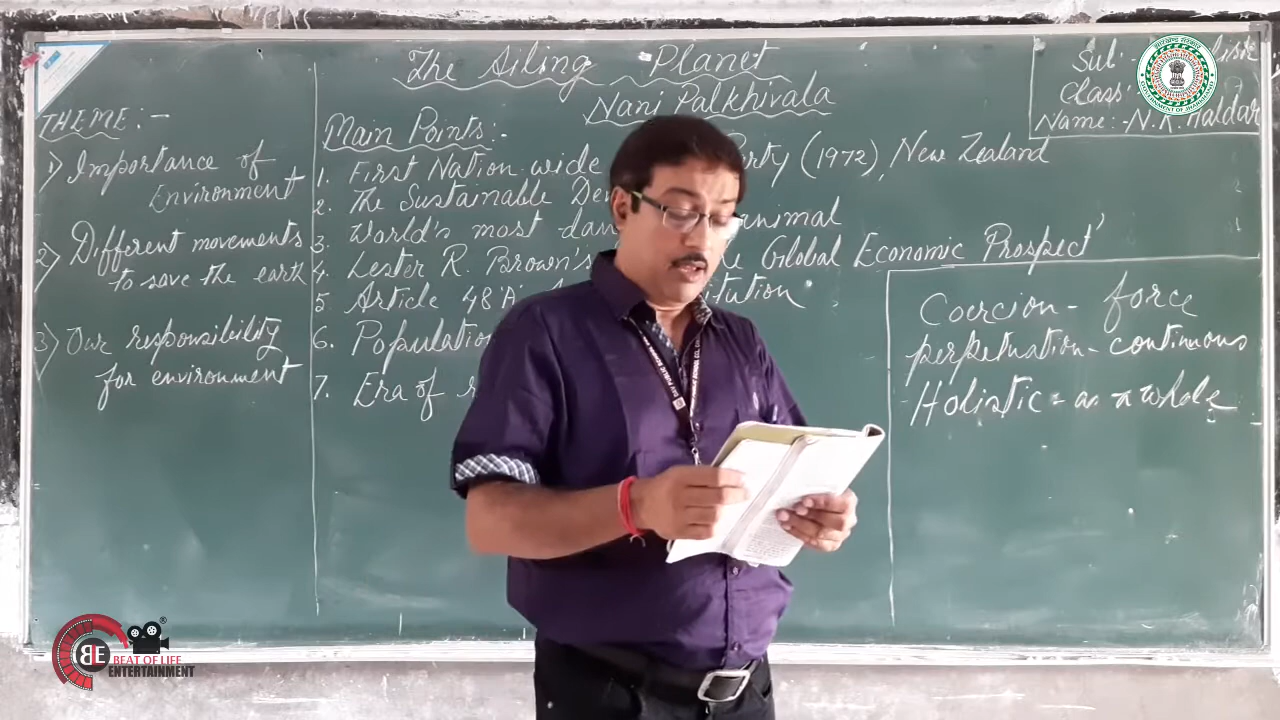 The Ailing Planet
Nani Palkhivala
Sub:-
Class:
Name:- N.K. Haldar
THEME:-
1) Importance of
Environment
2) Different movements
to save the earth
3) Our responsibility
for environment
Main Points:-
1. First Nation wide Party (1972), New Zealand
2. The Sustainable Dev
3. World's most dan animal
4. Lester R. Brown's Global Economic Prospect'
5 Article 48'A' titution
6. Population
7. Era of
Coercion - force
perpetuation - continuous
Holistic = as a whole
BEAT OF LIFE
ENTERTAINMENT